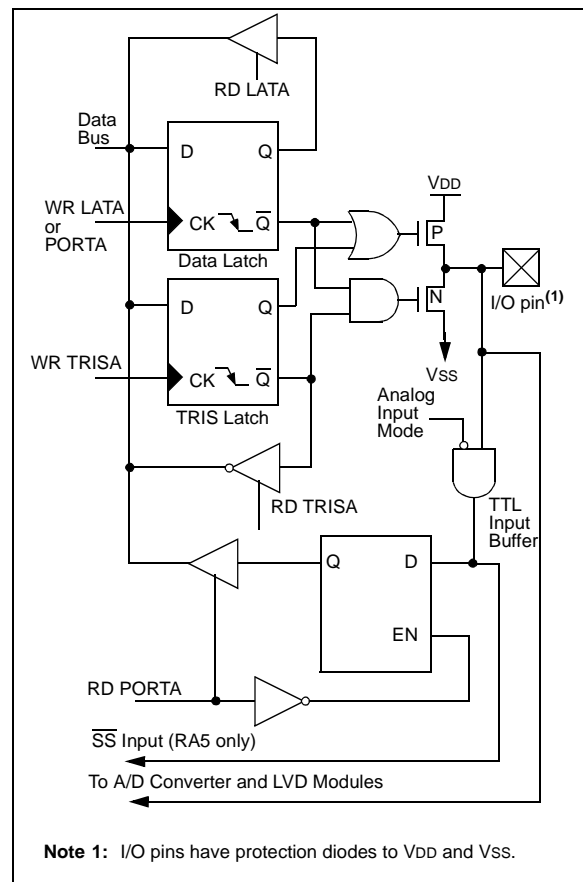 RD LATA
Data
Bus
D Q
VDD
WR LATA
or
PORTA
CK Q̅
P
Data Latch
N
I/O pin(1)
D Q
WR TRISA
CK Q̅
VSS
TRIS Latch
Analog
Input
Mode
RD TRISA
TTL
Input
Buffer
Q D
EN
RD PORTA
S̅S̅ Input (RA5 only)
To A/D Converter and LVD Modules
Note 1: I/O pins have protection diodes to VDD and VSS.